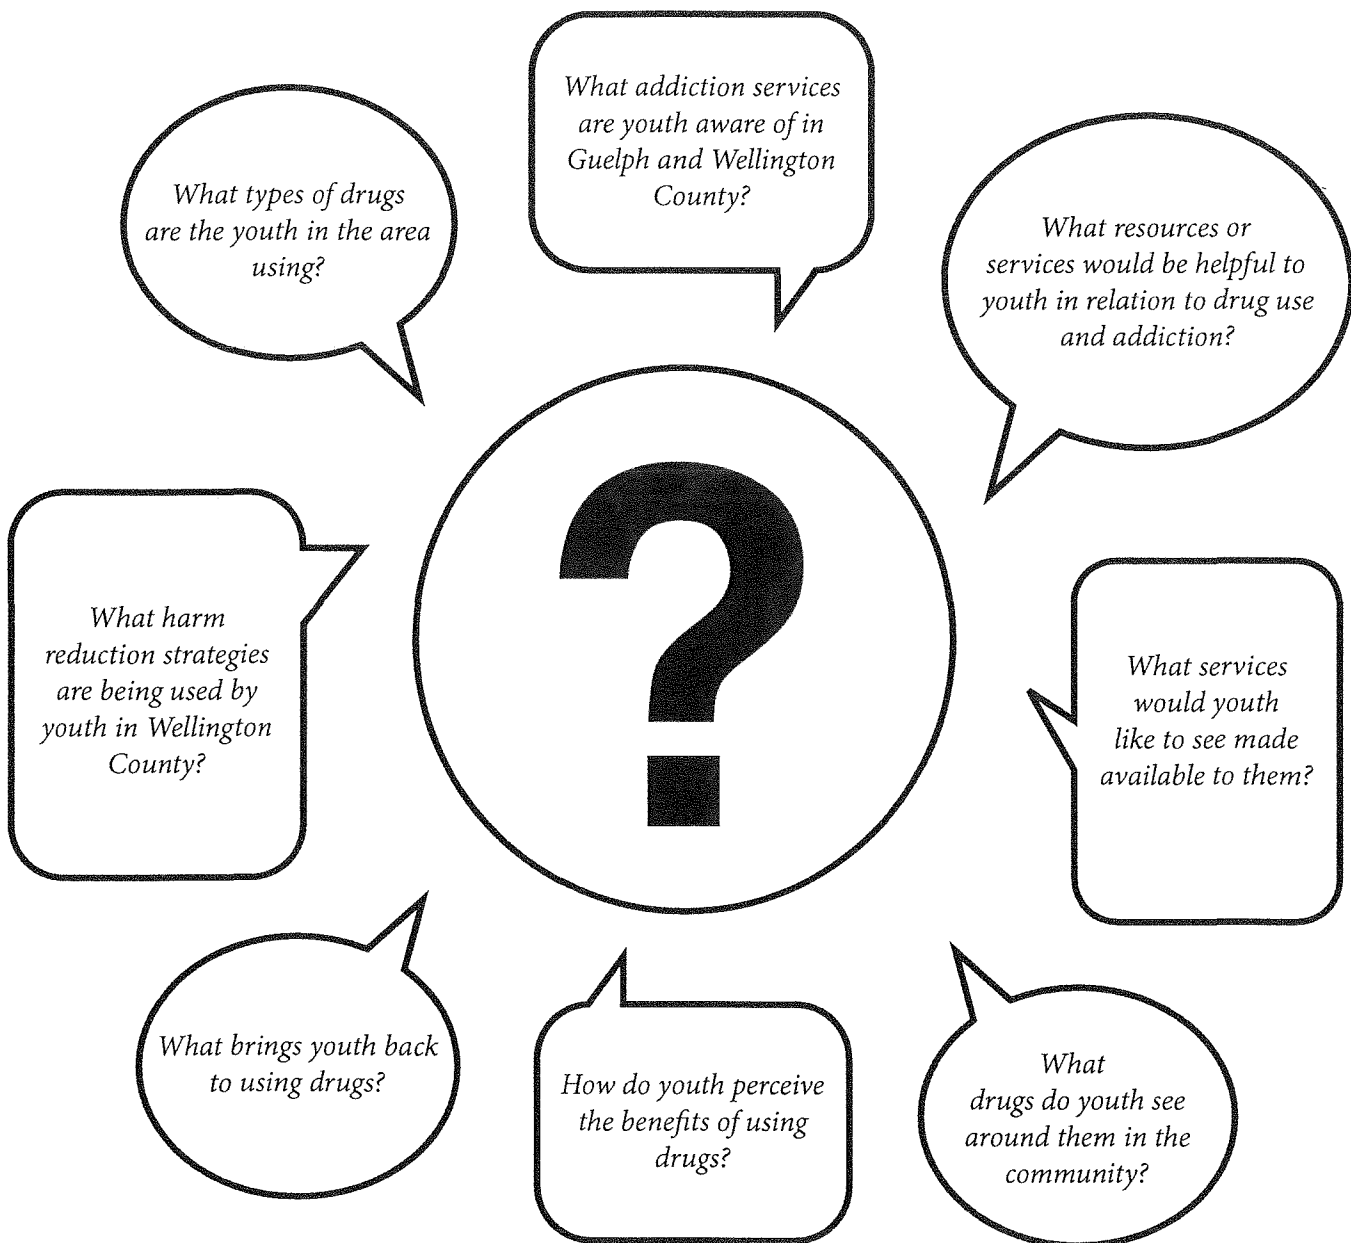 What addiction services
are youth aware of in
Guelph and Wellington
County?
What types of drugs
are the youth in the area
using?
What resources or
services would be helpful to
youth in relation to drug use
and addiction?
?
What harm
reduction strategies
are being used by
youth in Wellington
County?
What services
would youth
like to see made
available to them?
What brings youth back
to using drugs?
How do youth perceive
the benefits of using
drugs?
What
drugs do youth see
around them in the
community?